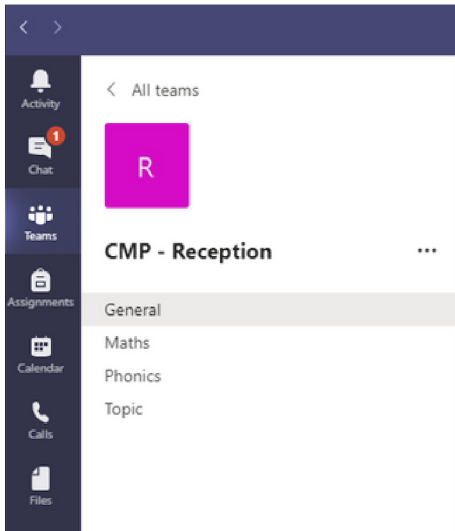 Activity
1
Chat
Teams
Assignments
Calendar
Calls
Files
All teams
R
CMP - Reception
General
Maths
Phonics
Topic